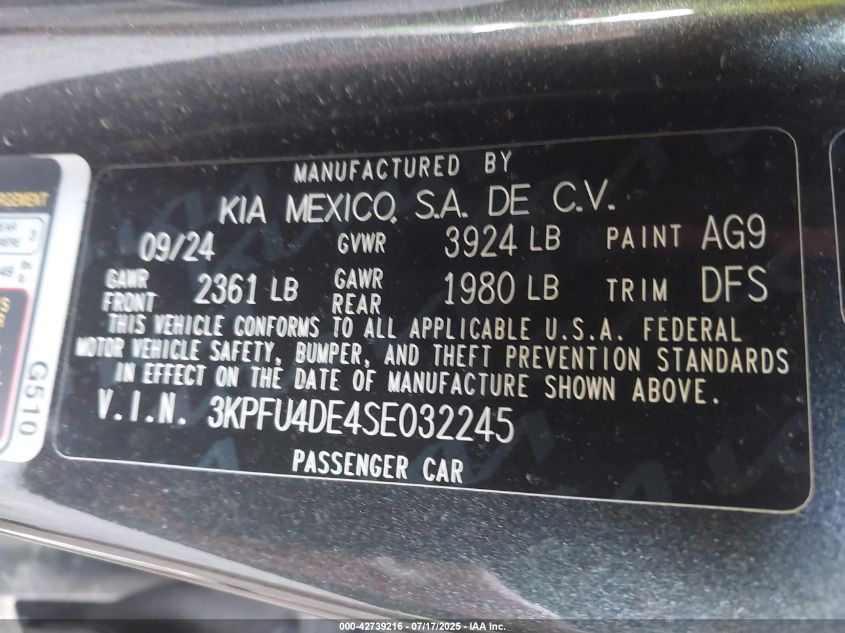 MANUFACTURED BY
KIA MEXICO, S.A. DE C.V.
09/24 GVWR 3924 LB PAINT AG9
GAWR FRONT 2361 LB GAWR REAR 1980 LB TRIM DFS
THIS VEHICLE CONFORMS TO ALL APPLICABLE U.S.A. FEDERAL
MOTOR VEHICLE SAFETY, BUMPER, AND THEFT PREVENTION STANDARDS
IN EFFECT ON THE DATE OF MANUFACTURE SHOWN ABOVE.
V.I.N. 3KPFU4DE4SE032245
PASSENGER CAR
G510
000-42739216 - 07/17/2025 - IAA Inc.